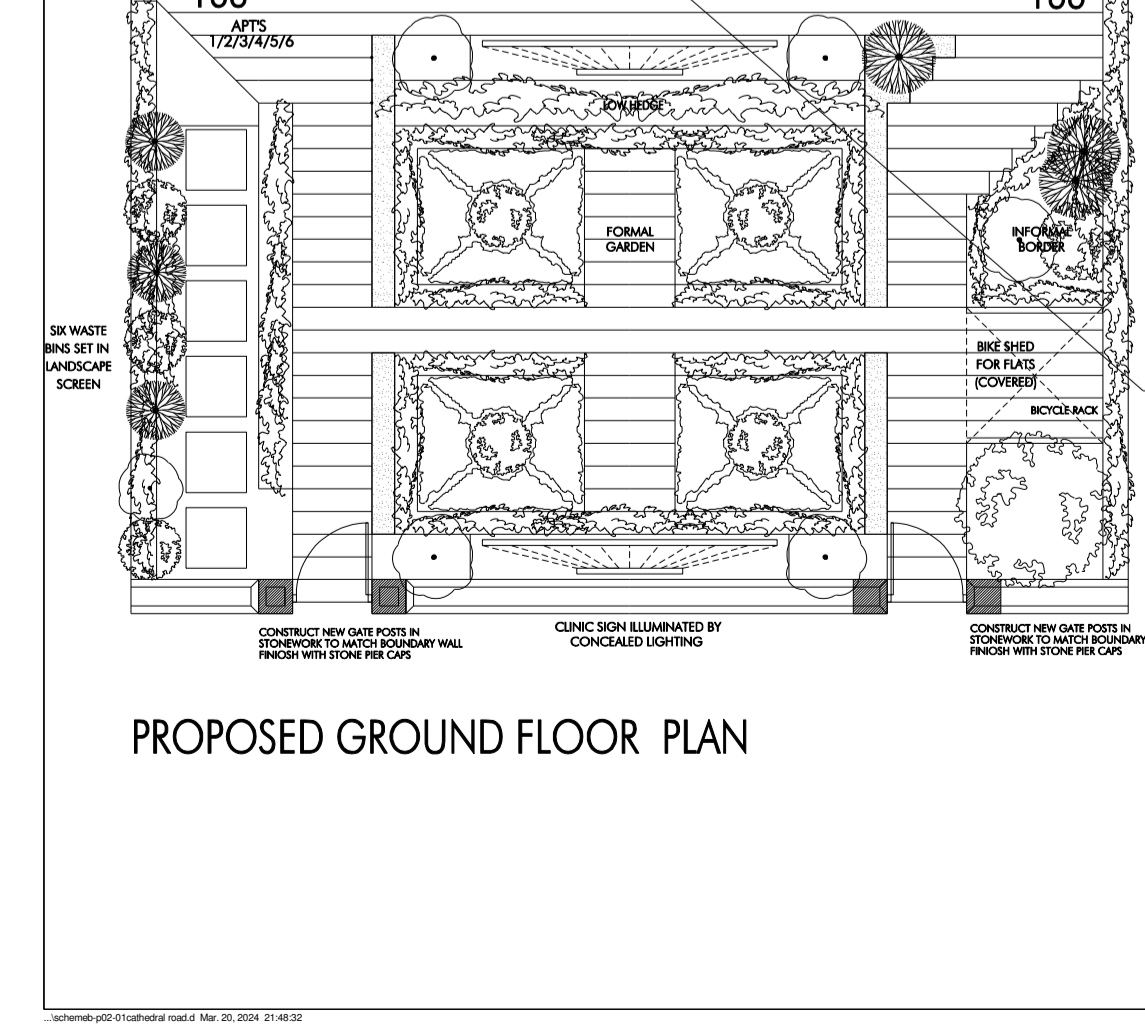 APT'S
1/2/3/4/5/6
LOW HEDGE
FORMAL
GARDEN
INFORMAL
BORDER
SIX WASTE
BINS SET IN
LANDSCAPE
SCREEN
BIKE SHED
FOR FLATS
(COVERED)
BICYCLE RACK
CONSTRUCT NEW GATE POSTS IN
STONEWORK TO MATCH BOUNDARY WALL
FINIOSH WITH STONE PIER CAPS
CLINIC SIGN ILLUMINATED BY
CONCEALED LIGHTING
CONSTRUCT NEW GATE POSTS IN
STONEWORK TO MATCH BOUNDARY
FINIOSH WITH STONE PIER CAPS
PROPOSED GROUND FLOOR PLAN
...\schemeb-p02-01cathedral road.d Mar. 20, 2024 21:48:32